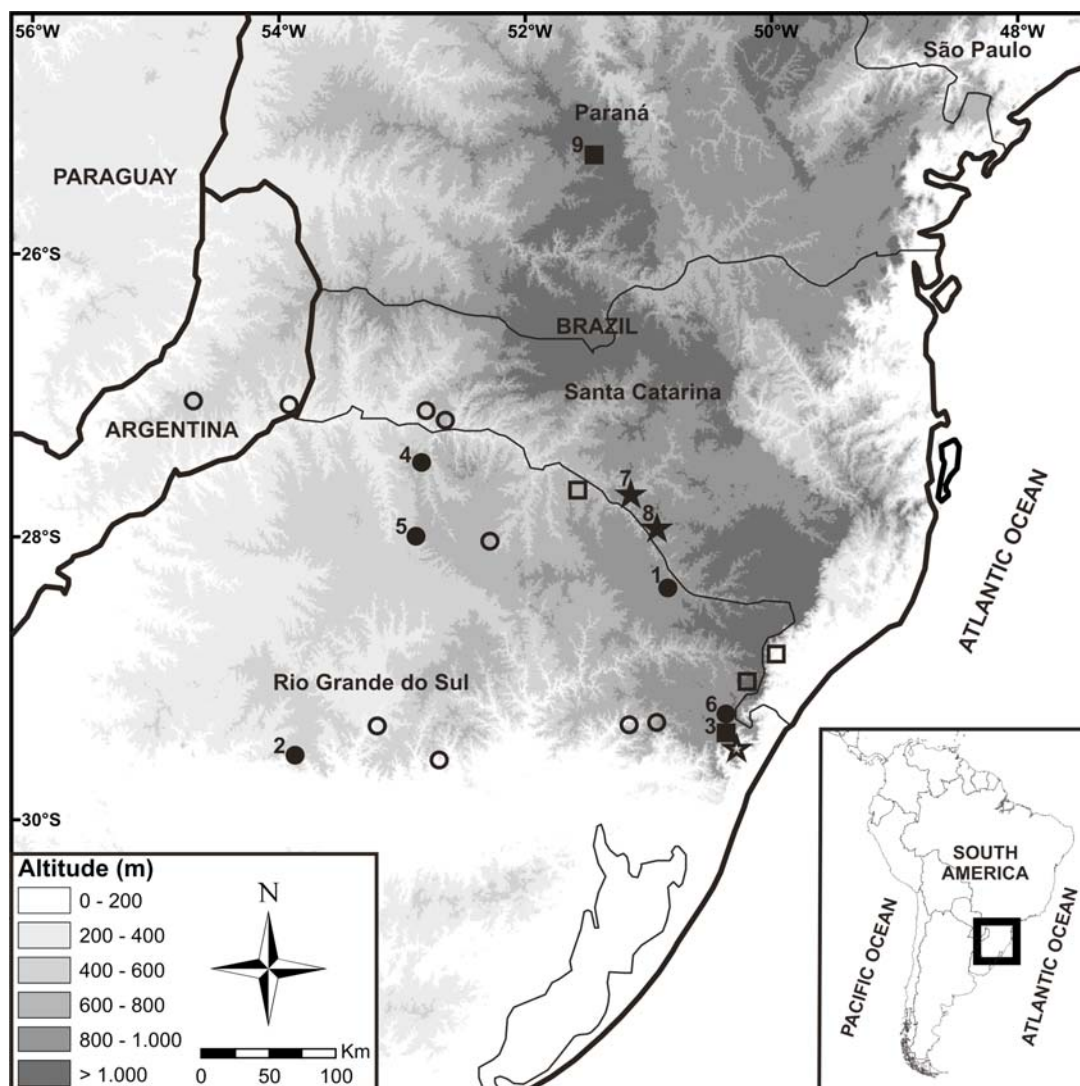 56°W 54°W 52°W 50°W 48°W
São Paulo
Paraná
9
PARAGUAY
26°S
BRAZIL
Santa Catarina
ARGENTINA
4
7
8
5
28°S
1
ATLANTIC OCEAN
Rio Grande do Sul
6
3
2
30°S
Altitude (m)
0 - 200
200 - 400
400 - 600
600 - 800
800 - 1.000
> 1.000
N
Km
0 50 100
SOUTH
AMERICA
PACIFIC OCEAN
ATLANTIC OCEAN